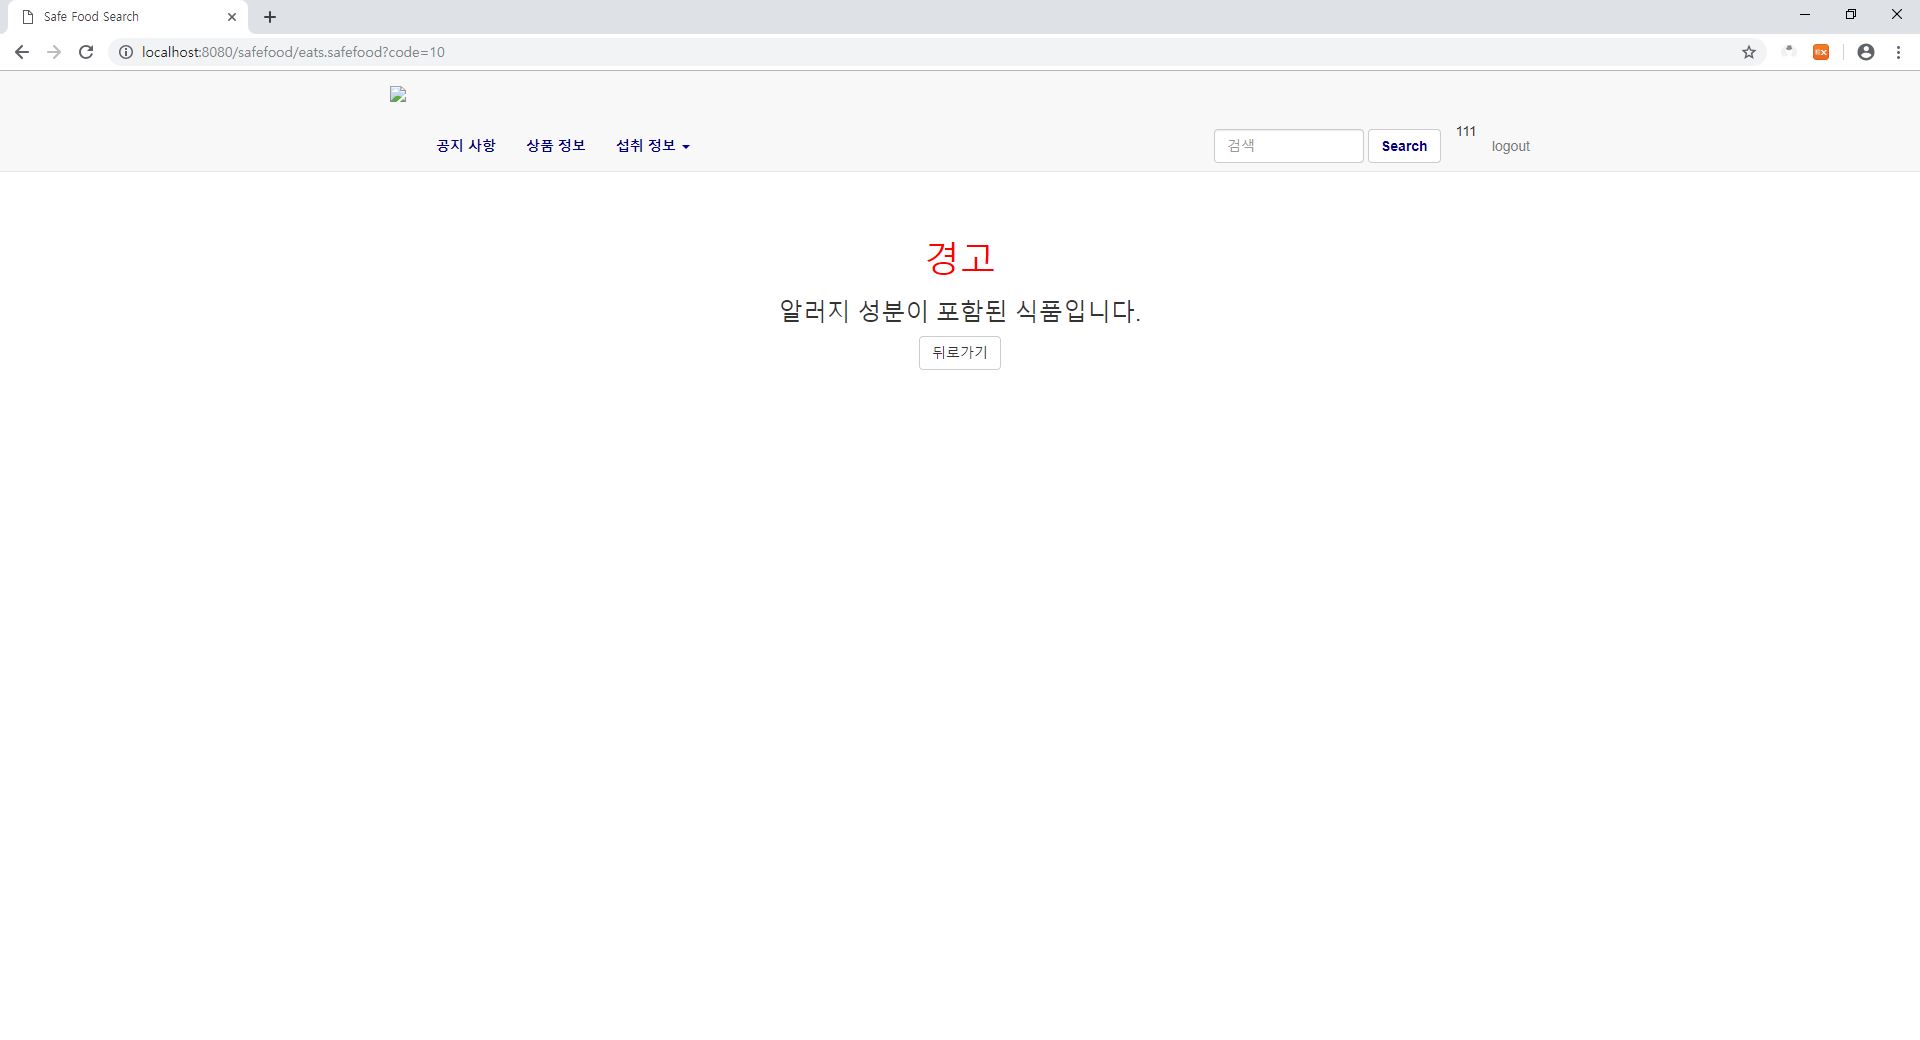 Safe Food Search
localhost:8080/safefood/eats.safefood?code=10
공지 사항 상품 정보 섭취 정보 검색 Search 111 logout
경고
알러지 성분이 포함된 식품입니다.
뒤로가기